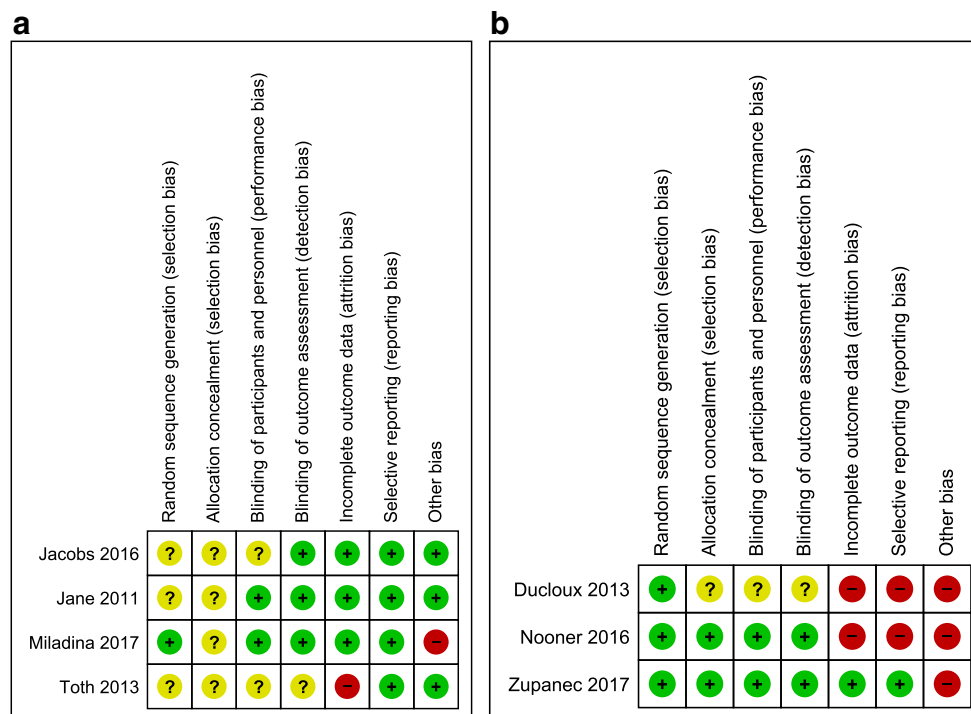 a
Random sequence generation (selection bias)
Allocation concealment (selection bias)
Blinding of participants and personnel (performance bias)
Blinding of outcome assessment (detection bias)
Incomplete outcome data (attrition bias)
Selective reporting (reporting bias)
Other bias
Jacobs 2016 ? ? ? + + + +
Jane 2011 ? ? + + + + +
Miladina 2017 + ? + + + + −
Toth 2013 ? ? ? ? − + +
b
Random sequence generation (selection bias)
Allocation concealment (selection bias)
Blinding of participants and personnel (performance bias)
Blinding of outcome assessment (detection bias)
Incomplete outcome data (attrition bias)
Selective reporting (reporting bias)
Other bias
Ducloux 2013 + ? ? ? − − −
Nooner 2016 + + + + − − −
Zupanec 2017 + + + + + + −